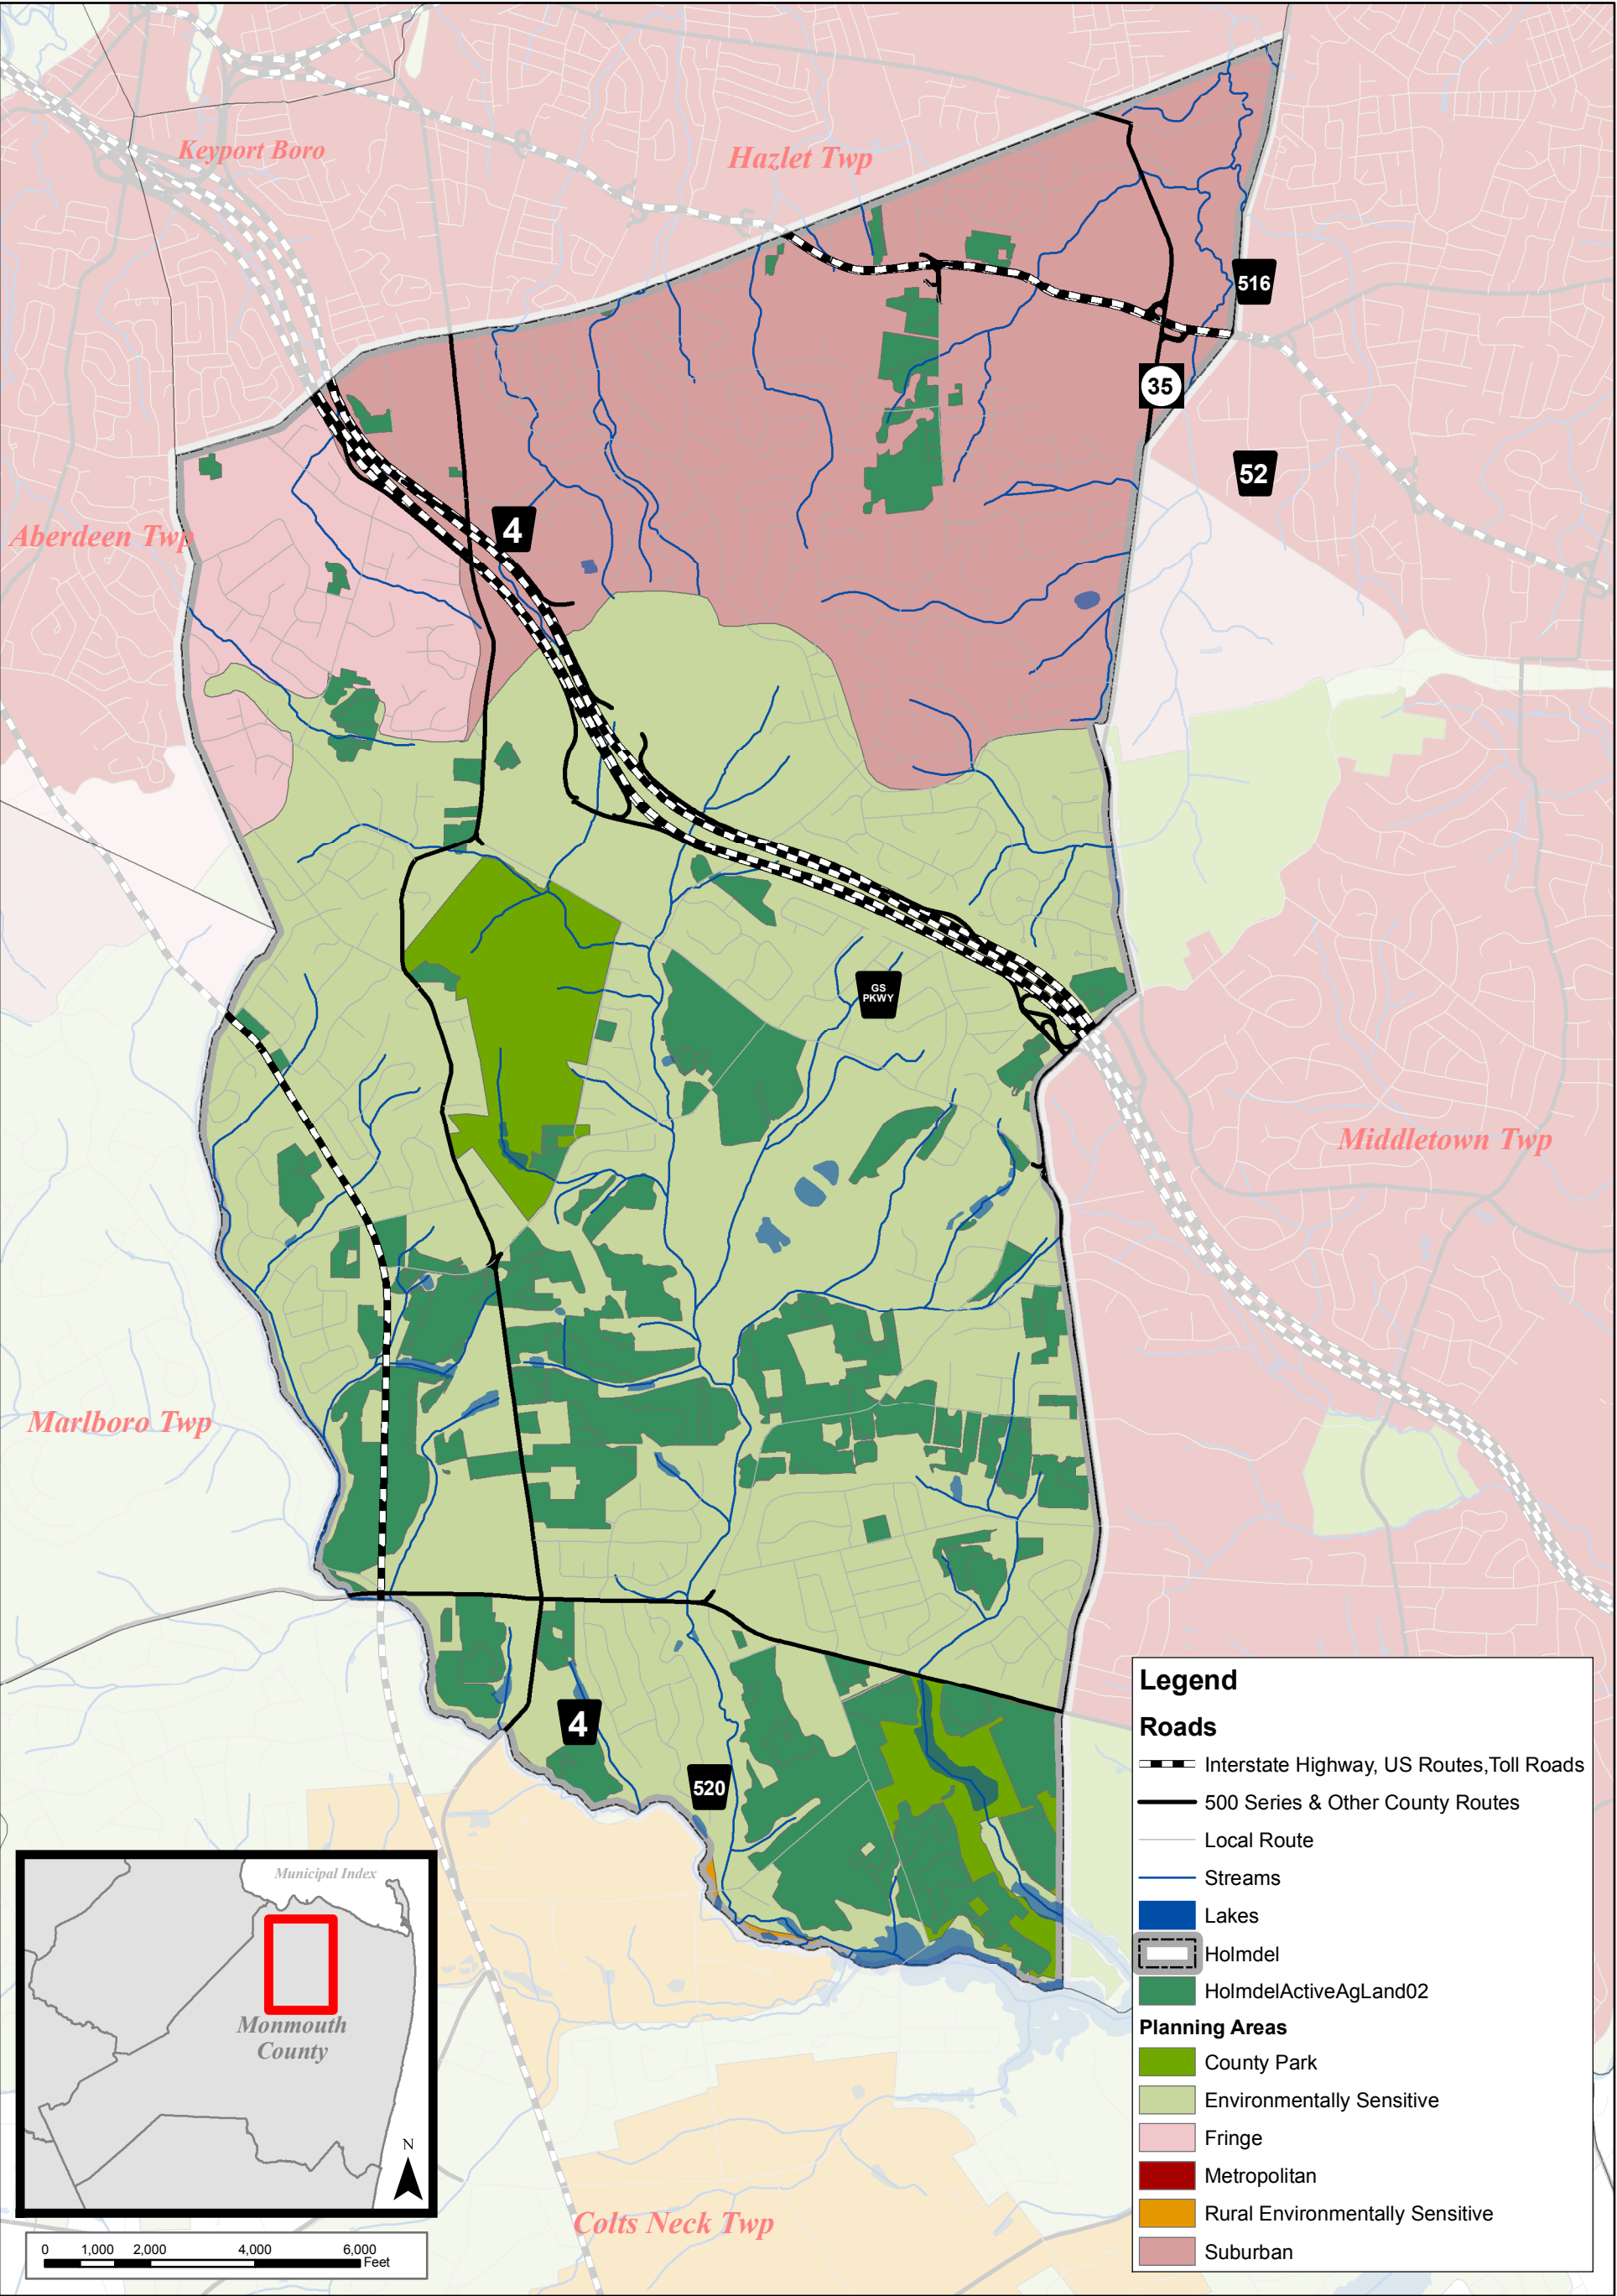 Keyport Boro
Hazlet Twp
516
35
52
Aberdeen Twp
4
GS
PKWY
Middletown Twp
Marlboro Twp
4
520
Colts Neck Twp
Legend
Roads
Interstate Highway, US Routes,Toll Roads
500 Series & Other County Routes
Local Route
Streams
Lakes
Holmdel
HolmdelActiveAgLand02
Planning Areas
County Park
Environmentally Sensitive
Fringe
Metropolitan
Rural Environmentally Sensitive
Suburban
Municipal Index
Monmouth
County
N
0 1,000 2,000 4,000 6,000
Feet